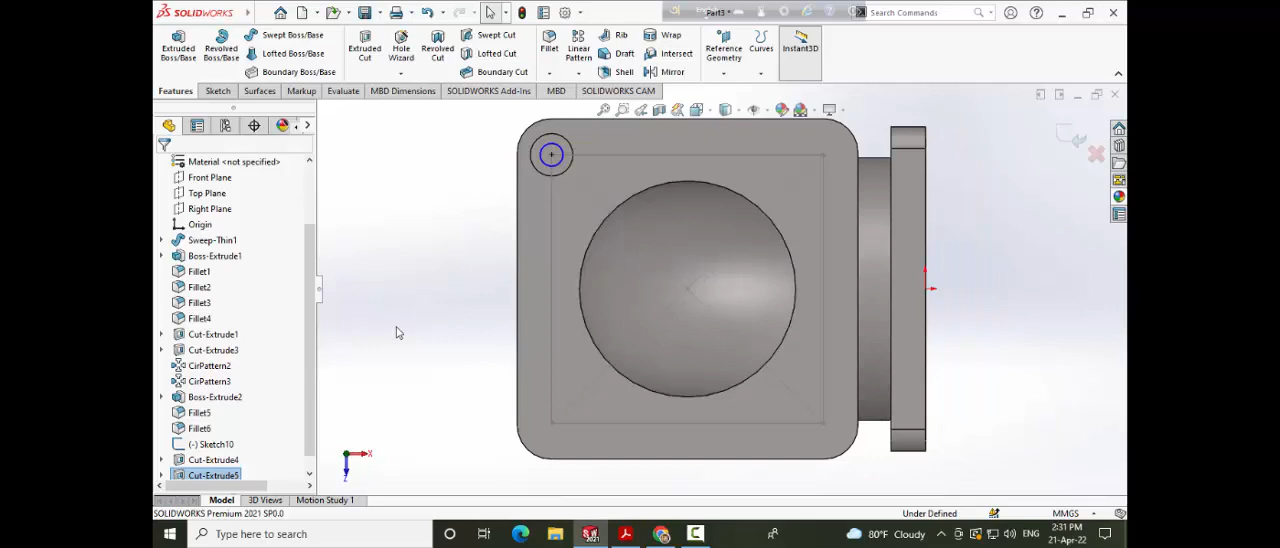 SOLIDWORKS
Part3 *
Search Commands
Extruded Boss/Base
Revolved Boss/Base
Swept Boss/Base
Lofted Boss/Base
Boundary Boss/Base
Extruded Cut
Hole Wizard
Revolved Cut
Swept Cut
Lofted Cut
Boundary Cut
Fillet
Linear Pattern
Rib
Draft
Shell
Wrap
Intersect
Mirror
Reference Geometry
Curves
Instant3D
Features
Sketch
Surfaces
Markup
Evaluate
MBD Dimensions
SOLIDWORKS Add-Ins
MBD
SOLIDWORKS CAM
Material <not specified>
Front Plane
Top Plane
Right Plane
Origin
Sweep-Thin1
Boss-Extrude1
Fillet1
Fillet2
Fillet3
Fillet4
Cut-Extrude1
Cut-Extrude3
CirPattern2
CirPattern3
Boss-Extrude2
Fillet5
Fillet6
(-) Sketch10
Cut-Extrude4
Cut-Extrude5
X
Z
Model
3D Views
Motion Study 1
SOLIDWORKS Premium 2021 SP0.0
Under Defined
MMGS
Type here to search
80°F Cloudy
ENG
2:31 PM
21-Apr-22